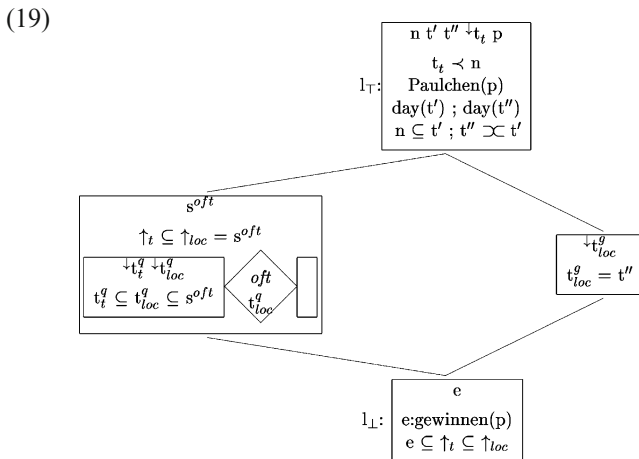 (19)
n t' t'' ↓t_t p
t_t ≺ n
l_⊤: Paulchen(p)
day(t') ; day(t'')
n ⊆ t' ; t'' ⊃⊂ t'
s^oft
↑_t ⊆ ↑_loc = s^oft
↓t_t^q ↓t_loc^q
t_t^q ⊆ t_loc^q ⊆ s^oft
oft
t_loc^q
↓t_loc^g
t_loc^g = t''
e
l_⊥: e:gewinnen(p)
e ⊆ ↑_t ⊆ ↑_loc